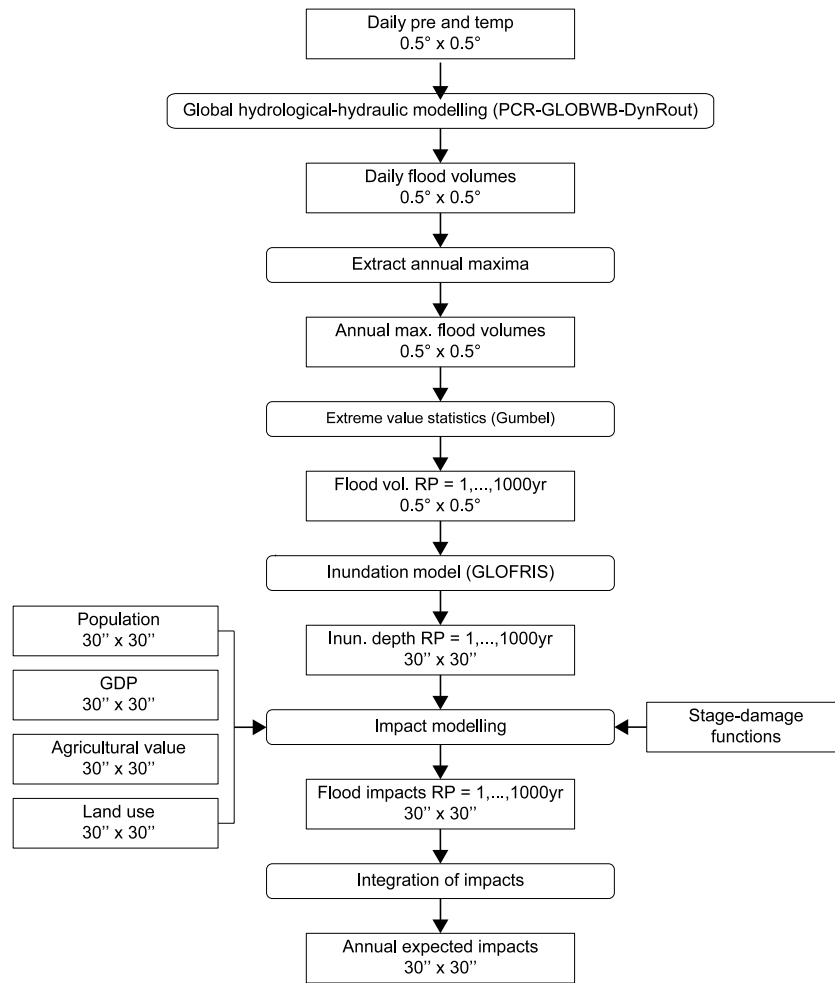 Daily pre and temp
0.5° x 0.5°
Global hydrological-hydraulic modelling (PCR-GLOBWB-DynRout)
Daily flood volumes
0.5° x 0.5°
Extract annual maxima
Annual max. flood volumes
0.5° x 0.5°
Extreme value statistics (Gumbel)
Flood vol. RP = 1,...,1000yr
0.5° x 0.5°
Inundation model (GLOFRIS)
Inun. depth RP = 1,...,1000yr
30’’ x 30’’
Population
30’’ x 30’’
GDP
30’’ x 30’’
Agricultural value
30’’ x 30’’
Land use
30’’ x 30’’
Impact modelling
Stage-damage
functions
Flood impacts RP = 1,...,1000yr
30’’ x 30’’
Integration of impacts
Annual expected impacts
30’’ x 30’’